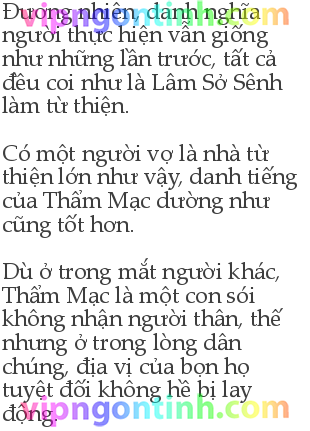 Đương nhiên, danh nghĩa
người thực hiện vẫn giống
như những lần trước, tất cả
đều coi như là Lâm Sở Sênh
làm từ thiện.
Có một người vợ là nhà từ
thiện lớn như vậy, danh tiếng
của Thẩm Mạc dường như
cũng tốt hơn.
Dù ở trong mắt người khác,
Thẩm Mạc là một con sói
không nhận người thân, thế
nhưng ở trong lòng dân
chúng, địa vị của bọn họ
tuyệt đối không hề bị lay
động.
vipngontinh.com
vipngontinh.com